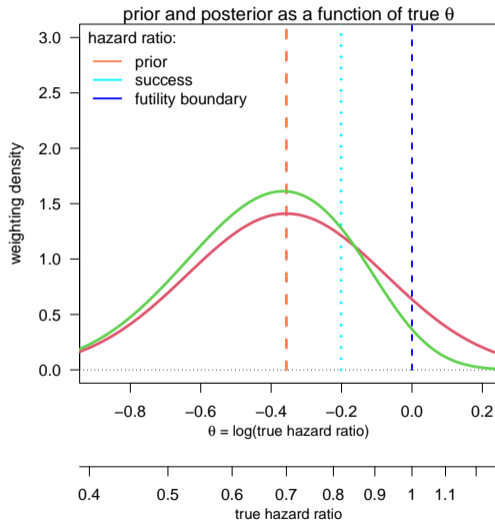 prior and posterior as a function of true θ
hazard ratio:
prior
success
futility boundary
weighting density
3.0
2.5
2.0
1.5
1.0
0.5
0.0
−0.8 −0.6 −0.4 −0.2 0.0 0.2
θ = log(true hazard ratio)
0.4 0.5 0.6 0.7 0.8 0.9 1 1.1
true hazard ratio